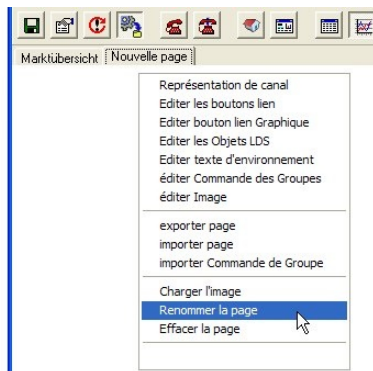 Marktübersicht Nouvelle page
Représentation de canal
Editer les boutons lien
Editer bouton lien Graphique
Editer les Objets LDS
Editer texte d'environnement
éditer Commande des Groupes
éditer Image
exporter page
importer page
importer Commande de Groupe
Charger l'image
Renommer la page
Effacer la page